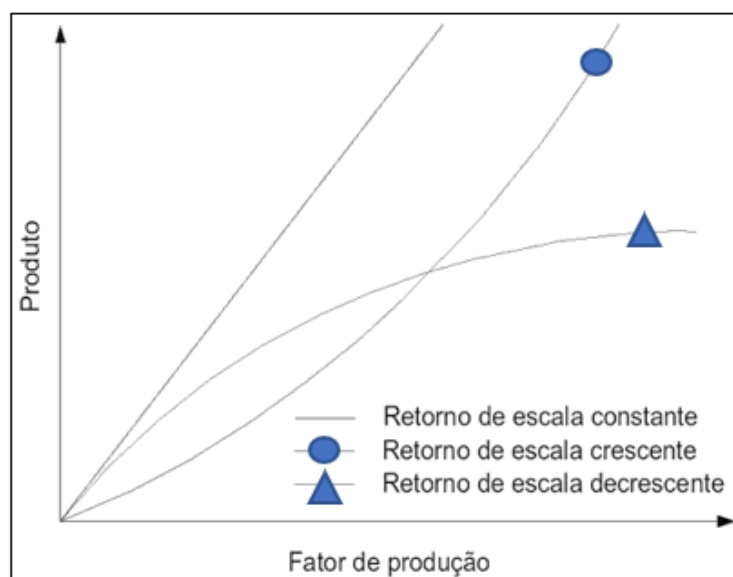 Produto
Retorno de escala constante
Retorno de escala crescente
Retorno de escala decrescente
Fator de produção